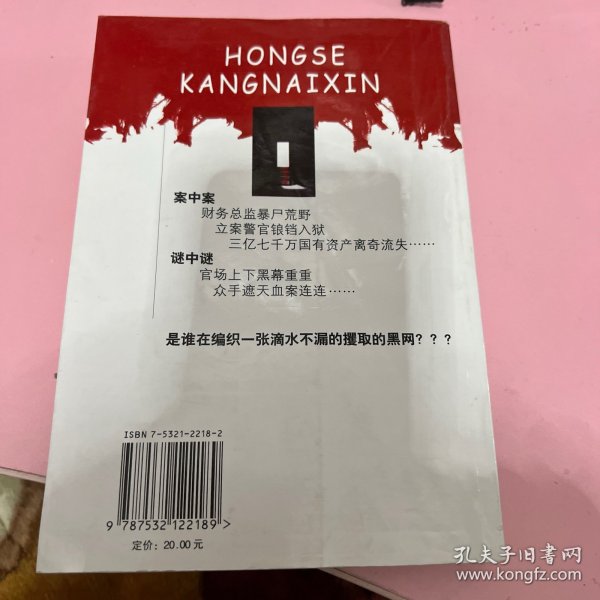 HONGSE
KANGNAIXIN
案中案
财务总监暴尸荒野
立案警官锒铛入狱
三亿七千万国有资产离奇流失……
谜中谜
官场上下黑幕重重
众手遮天血案连连……
是谁在编织一张滴水不漏的攫取的黑网？？？
ISBN 7-5321-2218-2
9 787532 122189>
定价：20.00元
孔夫子旧书网
www.kongfz.com